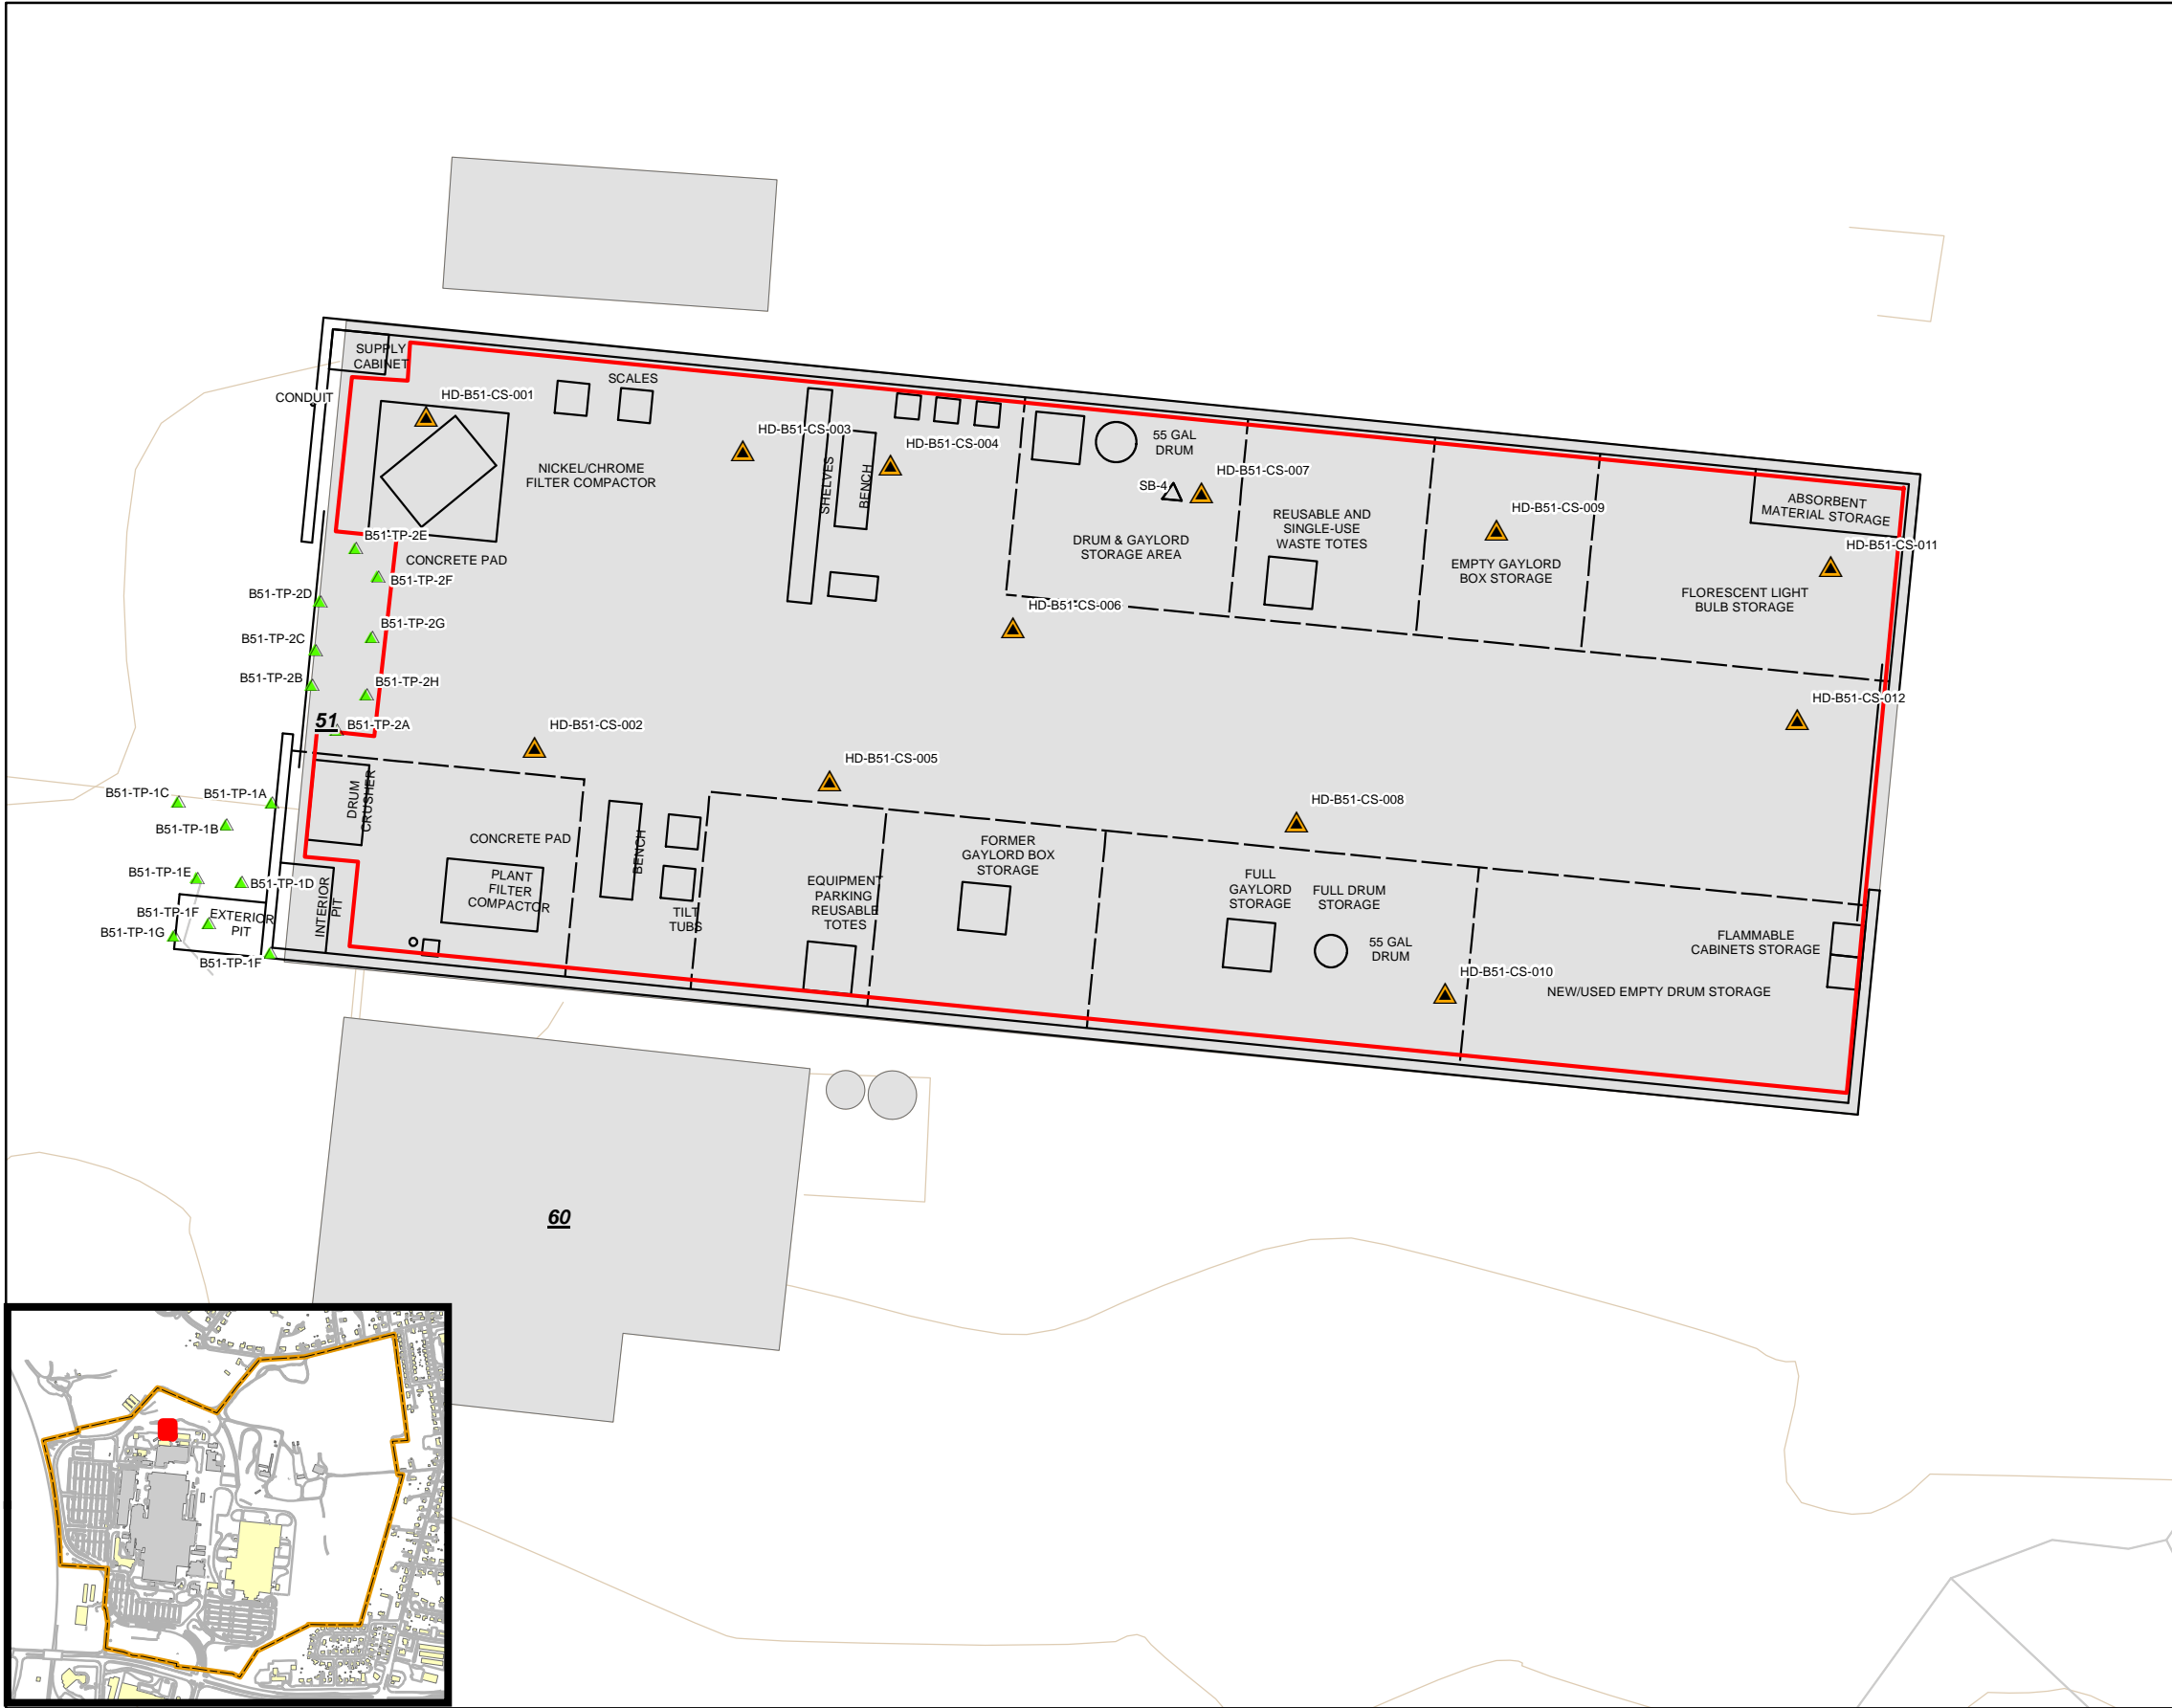 SUPPLY
CABINET
CONDUIT
HD-B51-CS-001
SCALES
NICKEL/CHROME
FILTER COMPACTOR
HD-B51-CS-003
SHELVES
BENCH
HD-B51-CS-004
55 GAL
DRUM
SB-4
HD-B51-CS-007
DRUM & GAYLORD
STORAGE AREA
REUSABLE AND
SINGLE-USE
WASTE TOTES
HD-B51-CS-009
EMPTY GAYLORD
BOX STORAGE
ABSORBENT
MATERIAL STORAGE
HD-B51-CS-011
FLORESCENT LIGHT
BULB STORAGE
B51-TP-2E
CONCRETE PAD
B51-TP-2F
B51-TP-2D
B51-TP-2G
B51-TP-2C
B51-TP-2B
B51-TP-2H
51
B51-TP-2A
HD-B51-CS-006
HD-B51-CS-012
HD-B51-CS-002
HD-B51-CS-005
HD-B51-CS-008
B51-TP-1C
B51-TP-1A
B51-TP-1B
B51-TP-1E
B51-TP-1D
B51-TP-1F
EXTERIOR
PIT
B51-TP-1G
B51-TP-1F
DRUM
CRUSHER
INTERIOR
PIT
CONCRETE PAD
PLANT
FILTER
COMPACTOR
BENCH
TILT
TUBS
EQUIPMENT
PARKING
REUSABLE
TOTES
FORMER
GAYLORD BOX
STORAGE
FULL
GAYLORD
STORAGE
FULL DRUM
STORAGE
55 GAL
DRUM
HD-B51-CS-010
FLAMMABLE
CABINETS STORAGE
NEW/USED EMPTY DRUM STORAGE
60